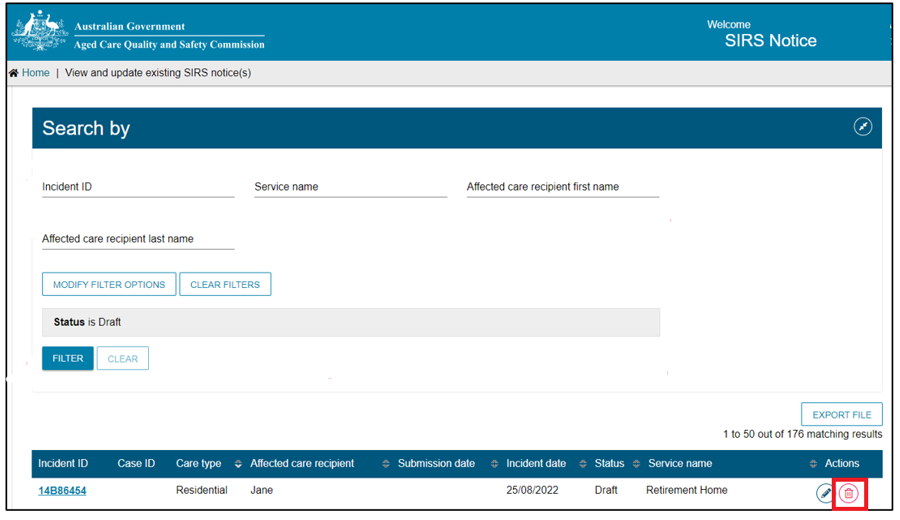 Australian Government
Aged Care Quality and Safety Commission
Welcome
SIRS Notice
Home | View and update existing SIRS notice(s)
Search by
Incident ID Service name Affected care recipient first name
Affected care recipient last name
MODIFY FILTER OPTIONS CLEAR FILTERS
Status is Draft
FILTER CLEAR
EXPORT FILE
1 to 50 out of 176 matching results
Incident ID Case ID Care type Affected care recipient Submission date Incident date Status Service name Actions
14B86454 Residential Jane 25/08/2022 Draft Retirement Home